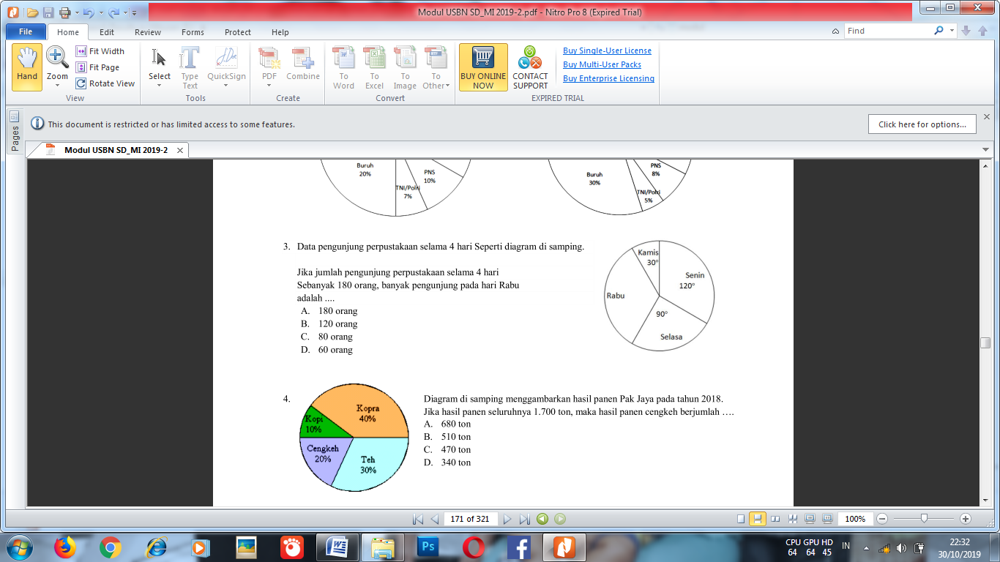 Modul USBN SD_MI 2019-2.pdf - Nitro Pro 8 (Expired Trial)
File Home Edit Review Forms Protect Help
Find
Hand
Zoom
Fit Width
Fit Page
Rotate View
View
Select
Type Text
QuickSign
Tools
PDF
Combine
Create
To Word
To Excel
To Image
To Other
Convert
BUY ONLINE NOW
CONTACT SUPPORT
Buy Single-User License
Buy Multi-User Packs
Buy Enterprise Licensing
EXPIRED TRIAL
Pages
This document is restricted or has limited access to some features.
Click here for options...
Modul USBN SD_MI 2019-2
Buruh
20%
TNI/Polri
7%
PNS
10%
Buruh
30%
TNI/Polri
5%
PNS
8%
3. Data pengunjung perpustakaan selama 4 hari Seperti diagram di samping.
Jika jumlah pengunjung perpustakaan selama 4 hari
Sebanyak 180 orang, banyak pengunjung pada hari Rabu
adalah ....
A. 180 orang
B. 120 orang
C. 80 orang
D. 60 orang
Kamis
30°
Senin
120°
Rabu
90°
Selasa
4.
Kopra
40%
Kopi
10%
Cengkeh
20%
Teh
30%
Diagram di samping menggambarkan hasil panen Pak Jaya pada tahun 2018.
Jika hasil panen seluruhnya 1.700 ton, maka hasil panen cengkeh berjumlah ….
A. 680 ton
B. 510 ton
C. 470 ton
D. 340 ton
171 of 321
100%
CPU GPU HD
64 64 45
IN
22:32
30/10/2019